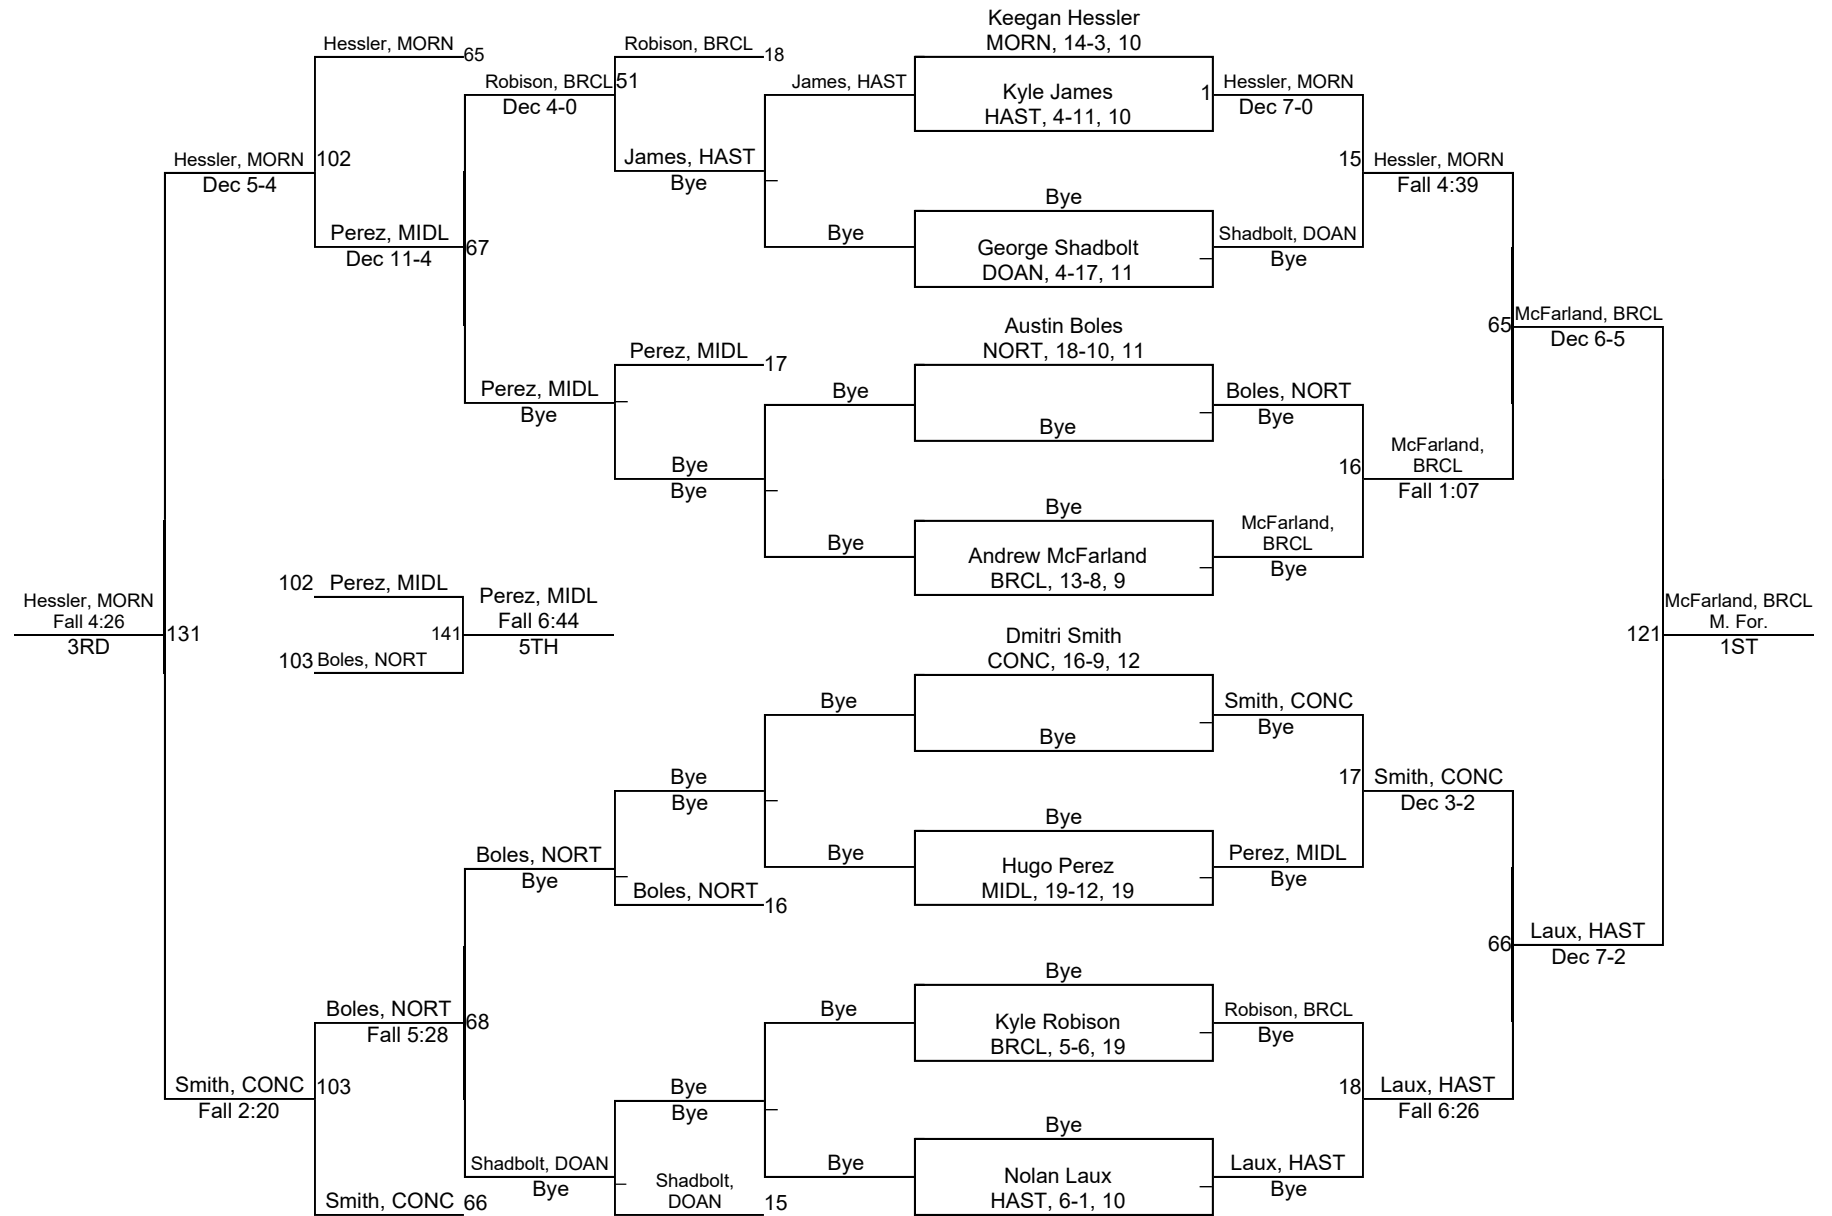 Keegan Hessler
MORN, 14-3, 10
Hessler, MORN
65
Robison, BRCL
18
Robison, BRCL
51
Dec 4-0
James, HAST
Kyle James
HAST, 4-11, 10
1
Hessler, MORN
Dec 7-0
Hessler, MORN
102
Dec 5-4
James, HAST
Bye
15
Hessler, MORN
Fall 4:39
Bye
Perez, MIDL
Dec 11-4
67
Bye
George Shadbolt
DOAN, 4-17, 11
Shadbolt, DOAN
Bye
Austin Boles
NORT, 18-10, 11
65
McFarland, BRCL
Dec 6-5
Perez, MIDL
17
Perez, MIDL
Bye
Bye
Bye
Boles, NORT
Bye
Bye
Bye
16
McFarland,
BRCL
Fall 1:07
Bye
Bye
Andrew McFarland
BRCL, 13-8, 9
McFarland,
BRCL
Bye
Hessler, MORN
Fall 4:26
3RD
131
102
Perez, MIDL
103
Boles, NORT
141
Perez, MIDL
Fall 6:44
5TH
Dmitri Smith
CONC, 16-9, 12
121
McFarland, BRCL
M. For.
1ST
Bye
Bye
Smith, CONC
Bye
Bye
Bye
17
Smith, CONC
Dec 3-2
Bye
Boles, NORT
Bye
Bye
Hugo Perez
MIDL, 19-12, 19
Perez, MIDL
Bye
Boles, NORT
16
66
Laux, HAST
Dec 7-2
Bye
Boles, NORT
Fall 5:28
68
Bye
Kyle Robison
BRCL, 5-6, 19
Robison, BRCL
Bye
Smith, CONC
Fall 2:20
103
Bye
Bye
18
Laux, HAST
Fall 6:26
Bye
Shadbolt, DOAN
Bye
Shadbolt,
DOAN
15
Bye
Nolan Laux
HAST, 6-1, 10
Laux, HAST
Bye
Smith, CONC
66